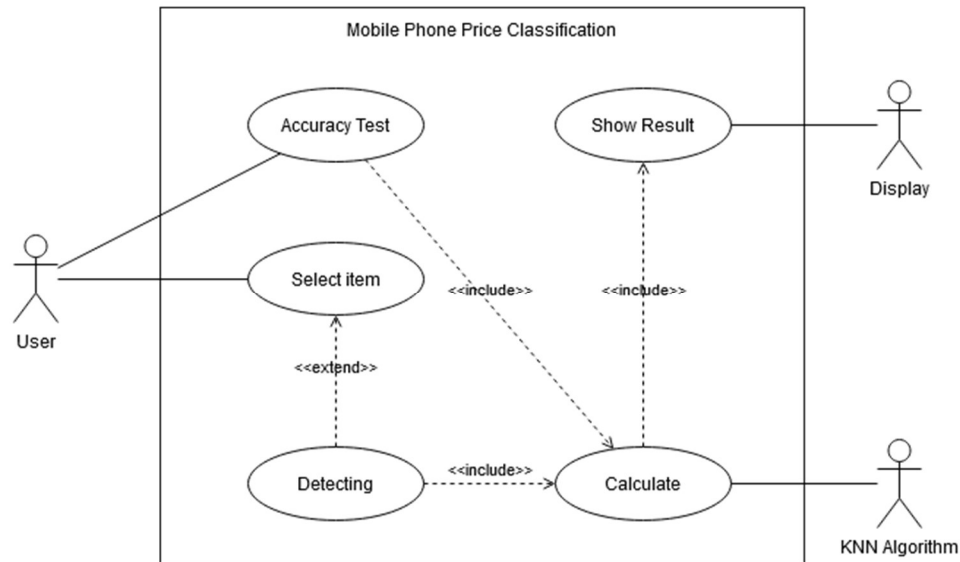 Mobile Phone Price Classification
Accuracy Test
Show Result
Display
Select item
<<include>>
<<include>>
User
<<extend>>
<<include>>
Detecting
Calculate
KNN Algorithm